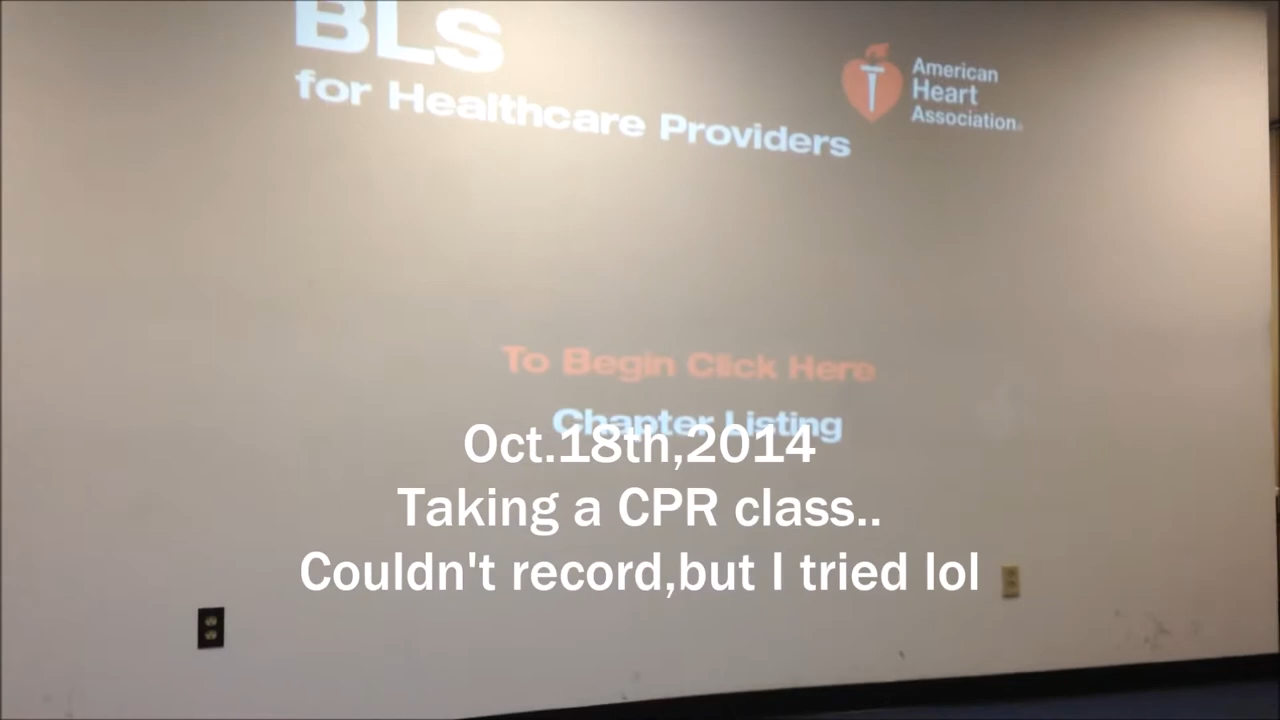 BLS
for Healthcare Providers
American
Heart
Association®
To Begin Click Here
Chapter Listing
Oct.18th,2014
Taking a CPR class..
Couldn't record,but I tried lol